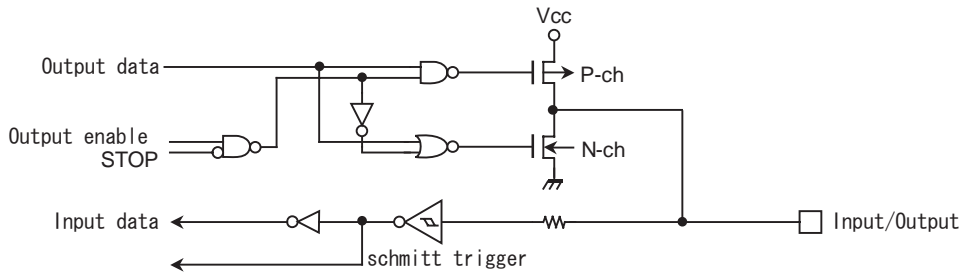 Vcc
Output data
P-ch
Output enable
STOP
N-ch
Input data
Input/Output
schmitt trigger